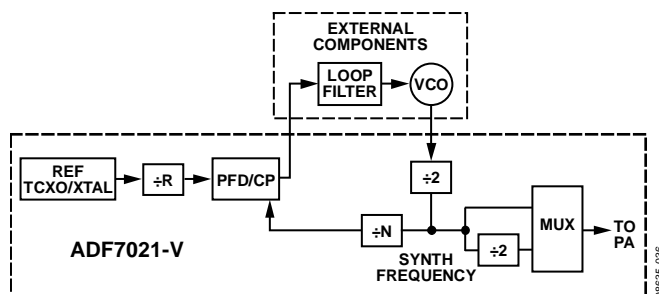 EXTERNAL
COMPONENTS
LOOP
FILTER
VCO
REF
TCXO/XTAL
÷R
PFD/CP
÷2
÷N
÷2
MUX
TO
PA
SYNTH
FREQUENCY
ADF7021-V